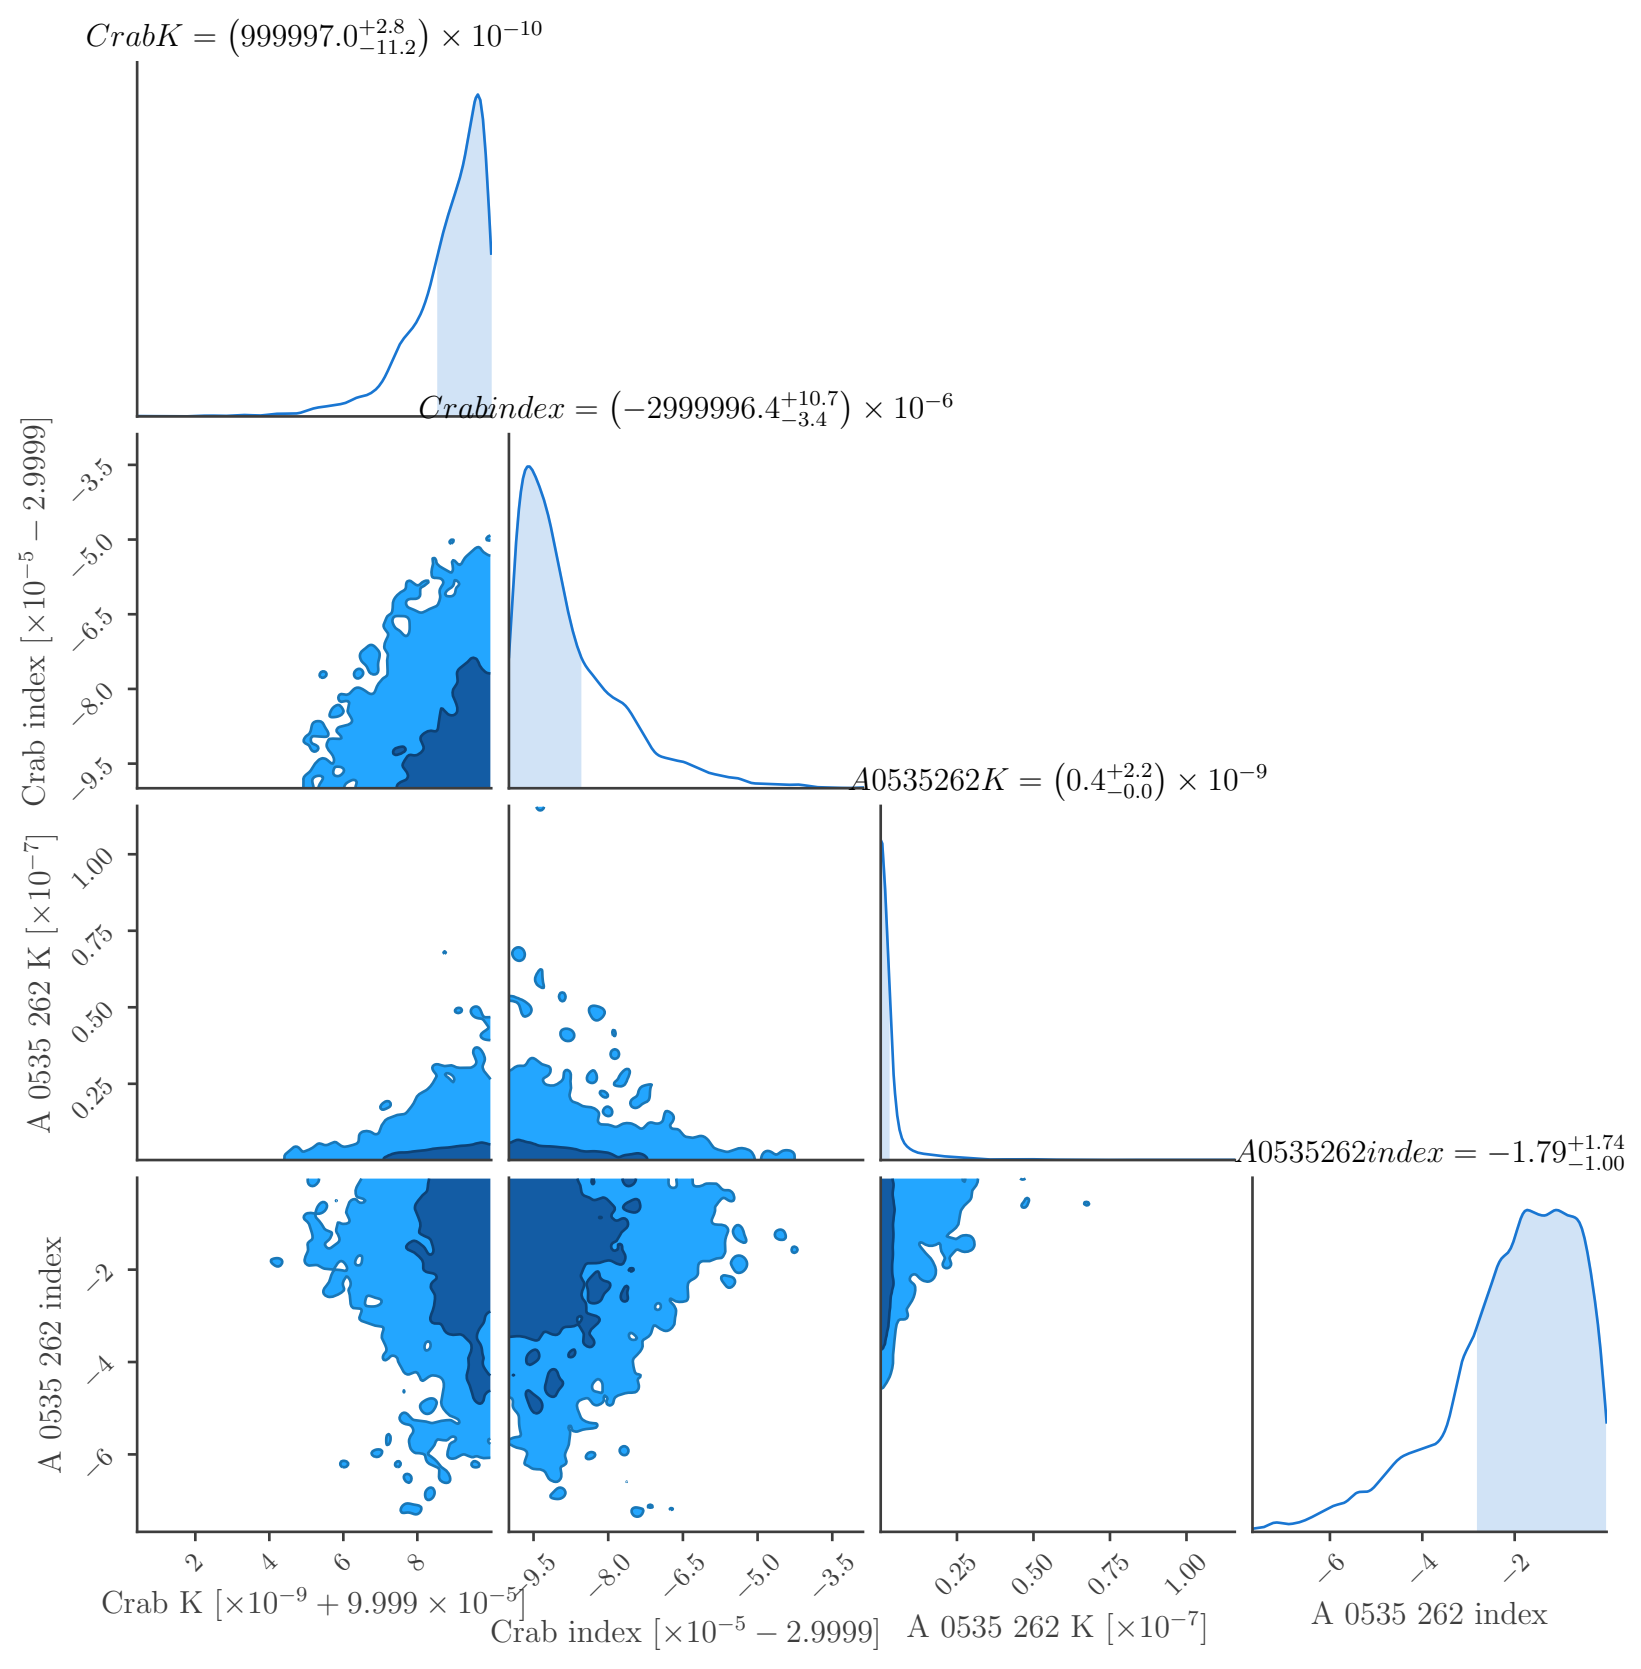 CrabK = (999997.0 +2.8 −11.2) × 10−10
Crabindex = (−2999996.4 +10.7 −3.4) × 10−6
A0535262K = (0.4 +2.2 −0.0) × 10−9
A0535262index = −1.79 +1.74 −1.00
Crab index [×10−5 − 2.9999]
−3.5
−5.0
−6.5
−8.0
−9.5
A 0535 262 K [×10−7]
1.00
0.75
0.50
0.25
A 0535 262 index
−2
−4
−6
2 4 6 8
Crab K [×10−9 + 9.999 × 10−5]
−9.5 −8.0 −6.5 −5.0 −3.5
Crab index [×10−5 − 2.9999]
0.25 0.50 0.75 1.00
A 0535 262 K [×10−7]
−6 −4 −2
A 0535 262 index